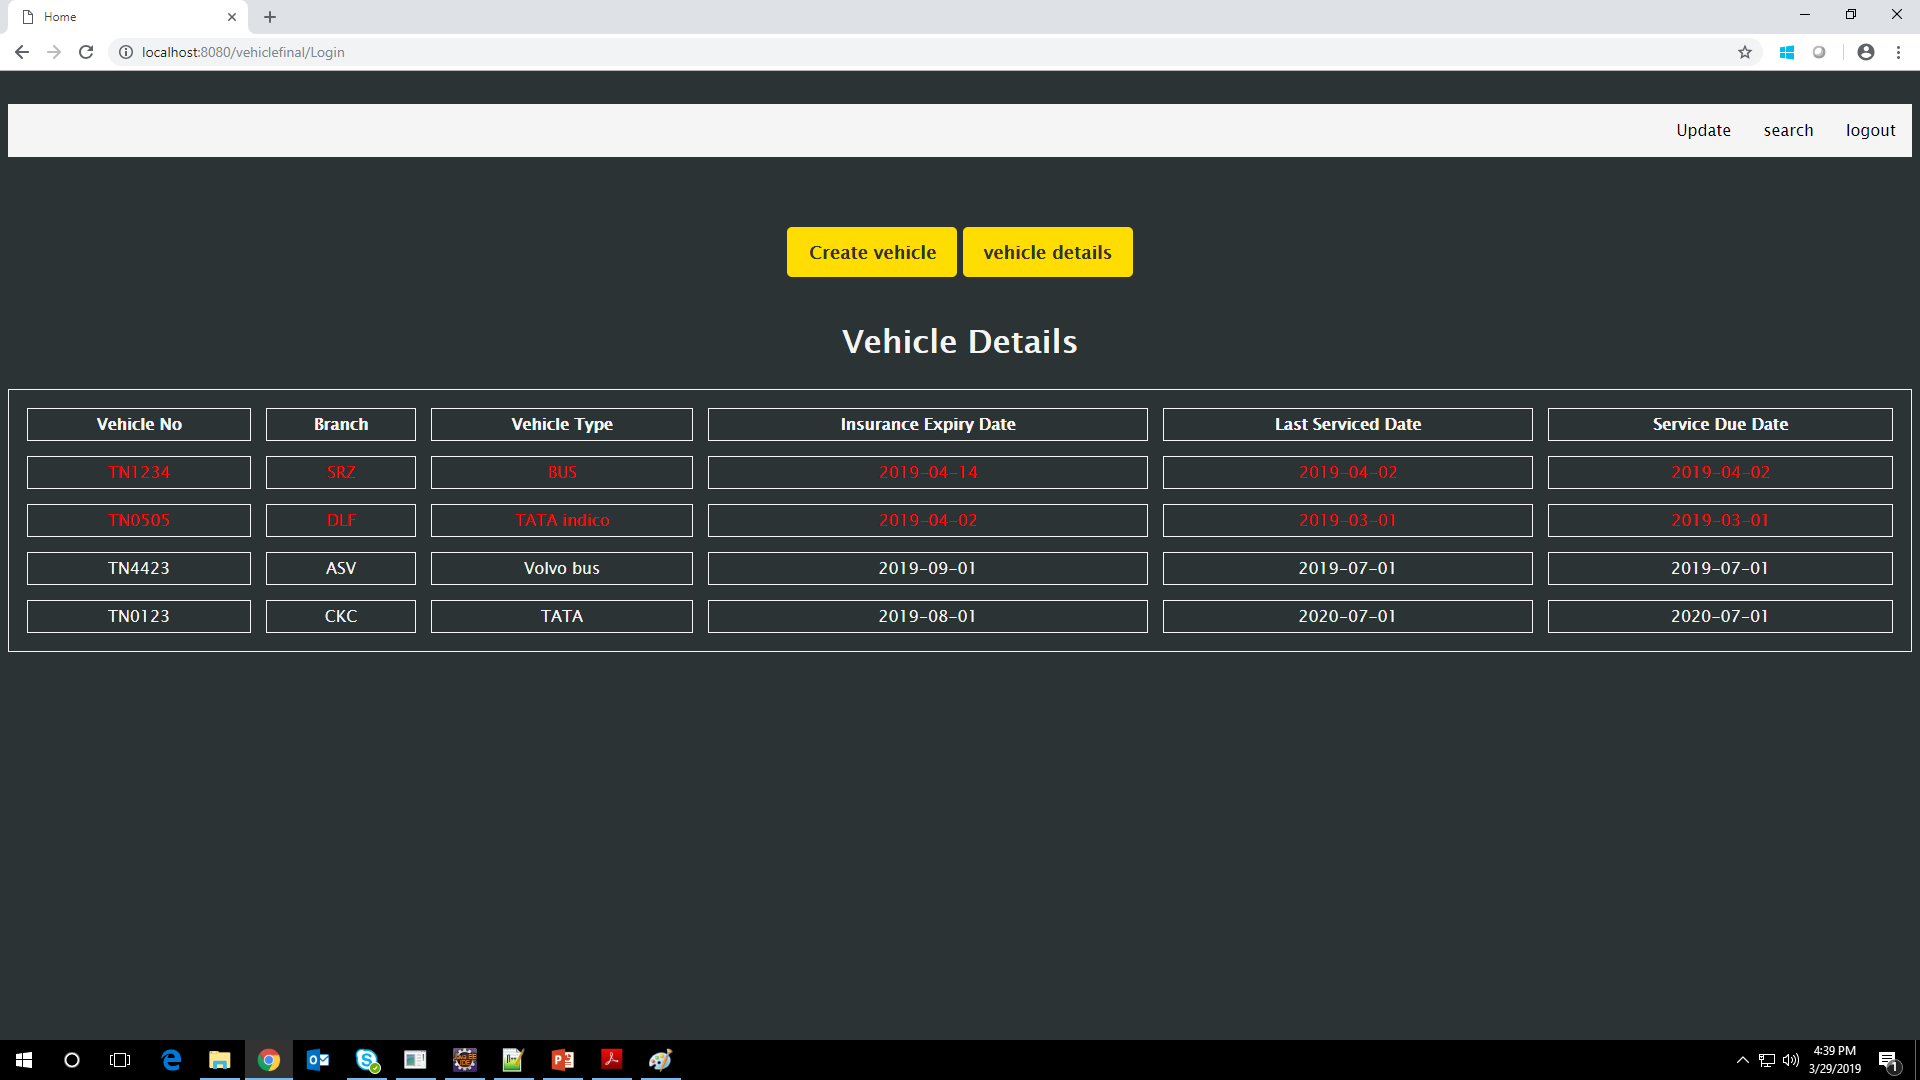 Home
localhost:8080/vehiclefinal/Login
Update search logout
Create vehicle vehicle details
Vehicle Details
Vehicle No Branch Vehicle Type Insurance Expiry Date Last Serviced Date Service Due Date
TN1234 SRZ BUS 2019-04-14 2019-04-02 2019-04-02
TN0505 DLF TATA indico 2019-04-02 2019-03-01 2019-03-01
TN4423 ASV Volvo bus 2019-09-01 2019-07-01 2019-07-01
TN0123 CKC TATA 2019-08-01 2020-07-01 2020-07-01
4:39 PM
3/29/2019
1